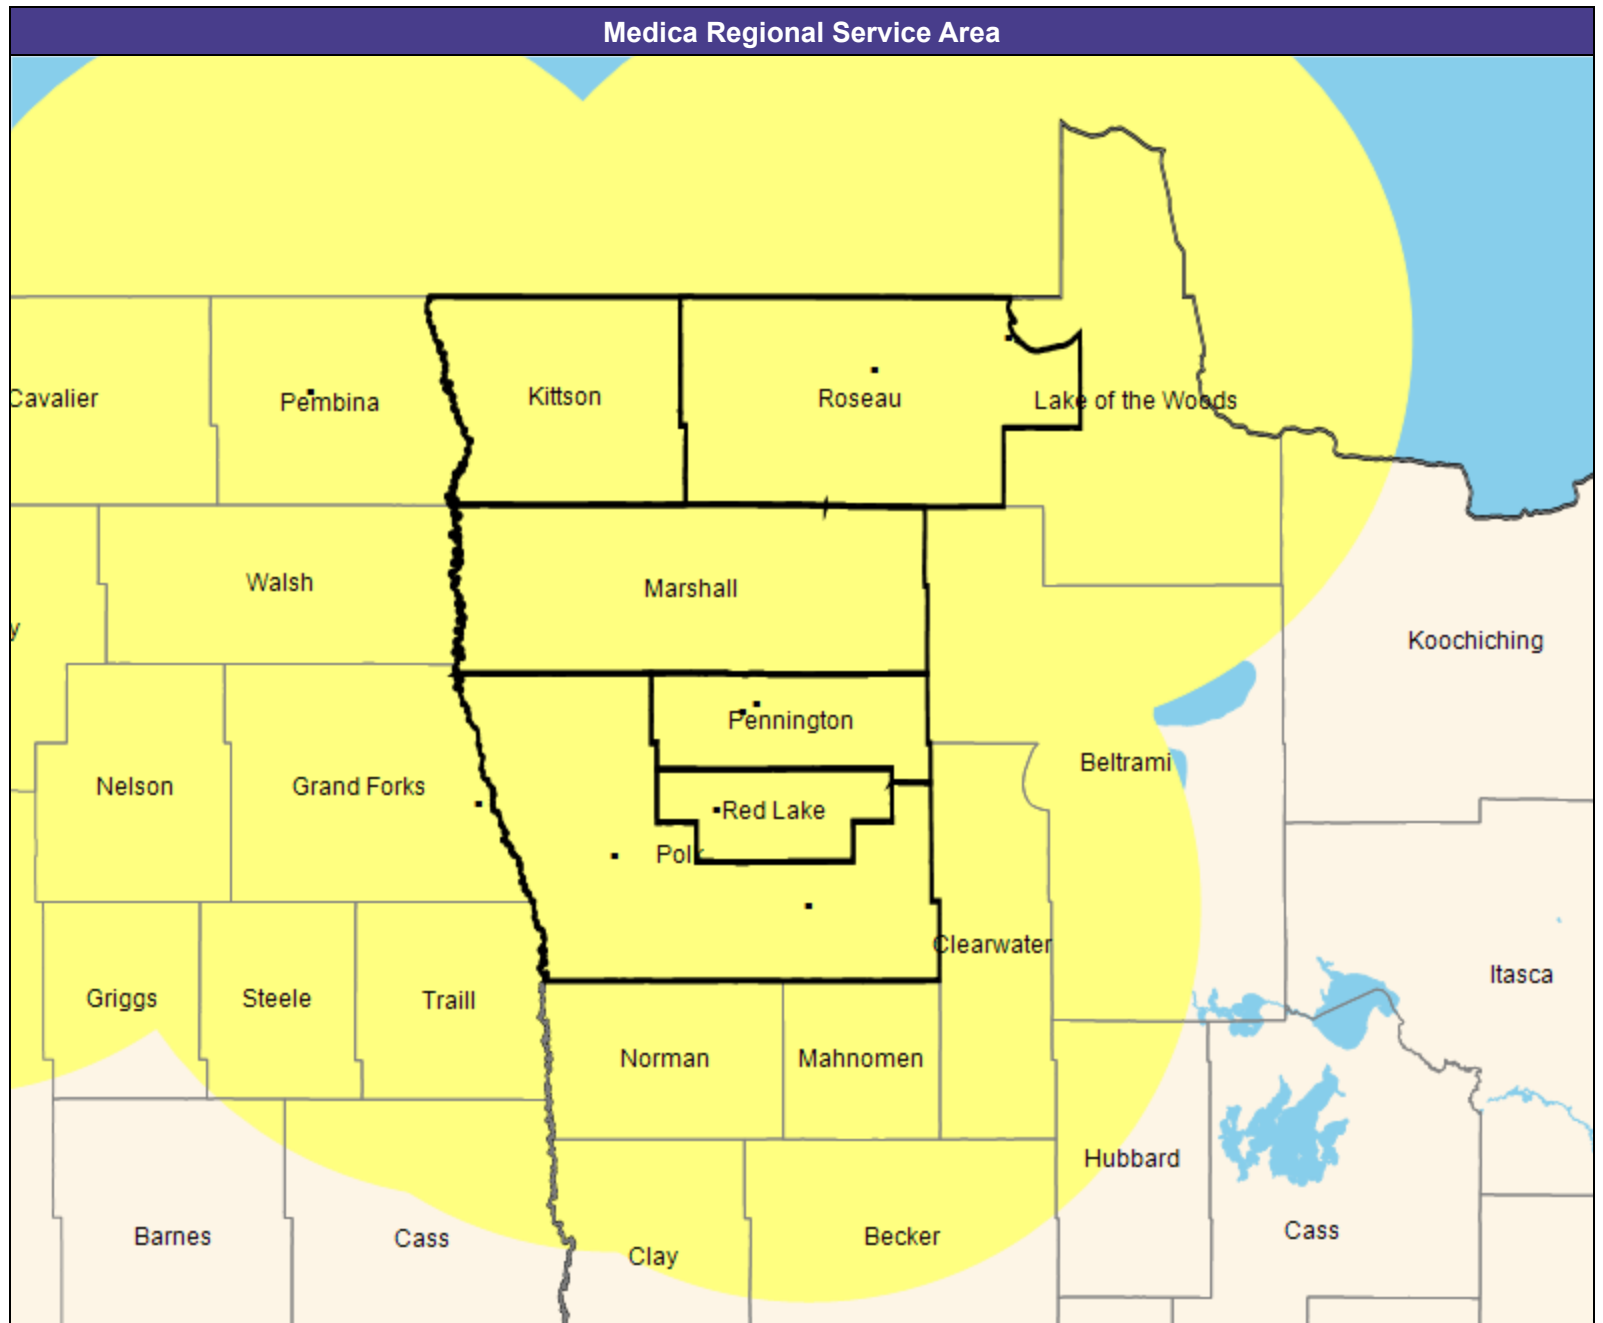 Medica Regional Service Area
Cavalier
Pembina
Kittson
Roseau
Lake of the Woods
Walsh
Marshall
y
Koochiching
Pennington
Beltrami
Nelson
Grand Forks
Red Lake
Polk
Clearwater
Itasca
Griggs
Steele
Traill
Norman
Mahnomen
Hubbard
Barnes
Cass
Clay
Becker
Cass